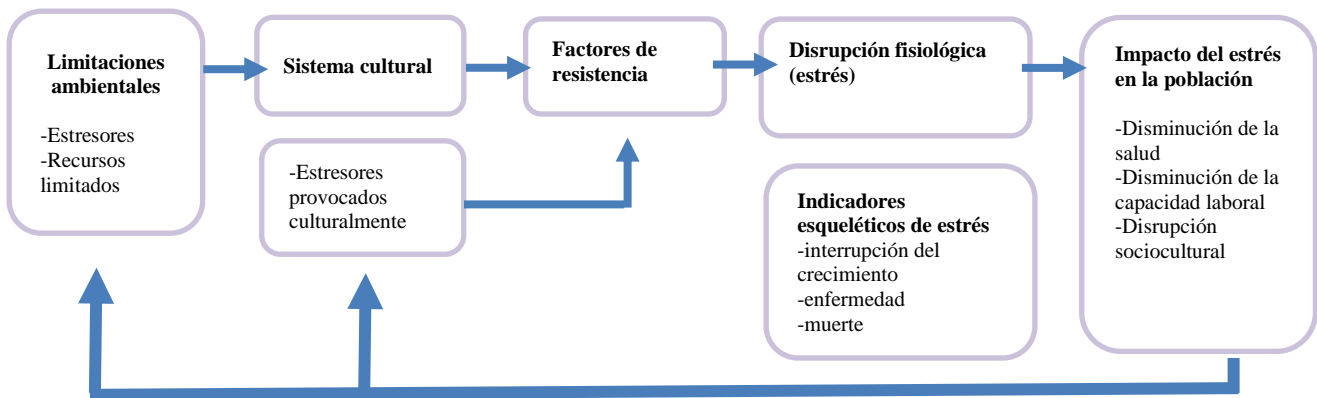 Limitaciones
ambientales
-Estresores
-Recursos
limitados
Sistema cultural
-Estresores
provocados
culturalmente
Factores de
resistencia
Disrupción fisiológica
(estrés)
Indicadores
esqueléticos de estrés
-interrupción del
crecimiento
-enfermedad
-muerte
Impacto del estrés
en la población
-Disminución de la
salud
-Disminución de la
capacidad laboral
-Disrupción
sociocultural